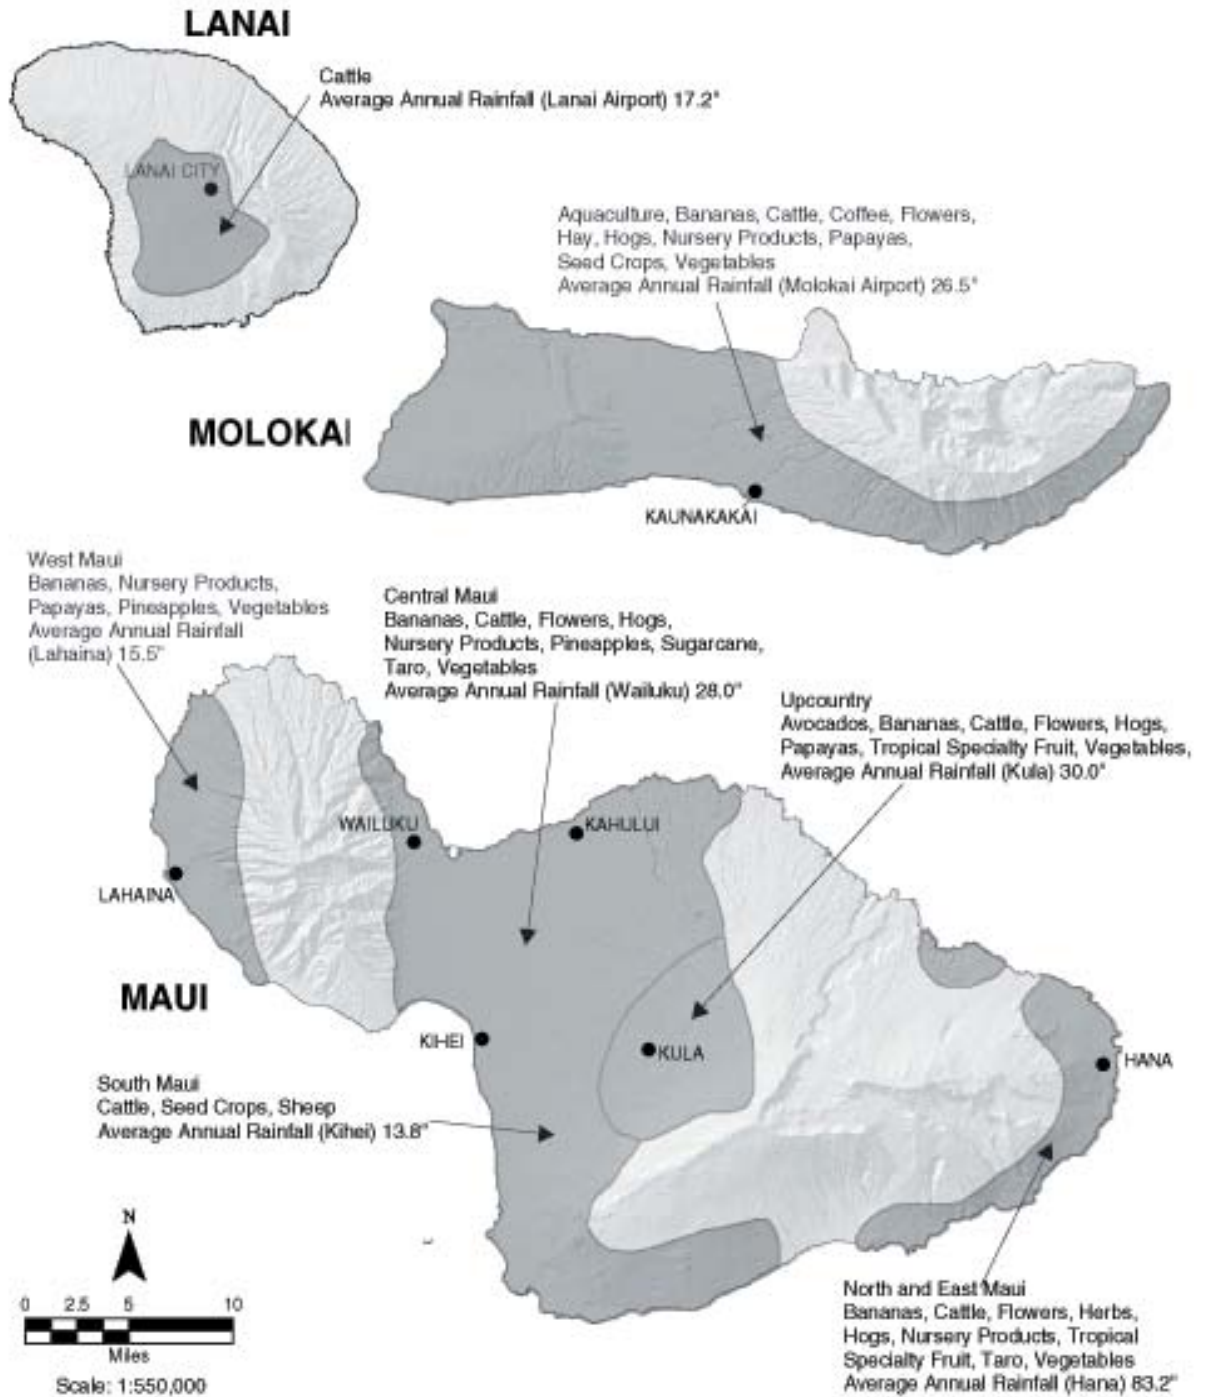 LANAI
Cattle
Average Annual Rainfall (Lanai Airport) 17.2"
LANAI CITY
Aquaculture, Bananas, Cattle, Coffee, Flowers,
Hay, Hogs, Nursery Products, Papayas,
Seed Crops, Vegetables
Average Annual Rainfall (Molokai Airport) 26.5"
MOLOKAI
KAUNAKAKAI
West Maui
Bananas, Nursery Products,
Papayas, Pineapples, Vegetables
Average Annual Rainfall
(Lahaina) 15.5"
Central Maui
Bananas, Cattle, Flowers, Hogs,
Nursery Products, Pineapples, Sugarcane,
Taro, Vegetables
Average Annual Rainfall (Wailuku) 28.0"
Upcountry
Avocados, Bananas, Cattle, Flowers, Hogs,
Papayas, Tropical Specialty Fruit, Vegetables,
Average Annual Rainfall (Kula) 30.0"
WAILUKU
KAHULUI
LAHAINA
MAUI
KIHEI
KULA
HANA
South Maui
Cattle, Seed Crops, Sheep
Average Annual Rainfall (Kihei) 13.8"
N
0 2.5 5 10
Miles
Scale: 1:550,000
North and East Maui
Bananas, Cattle, Flowers, Herbs,
Hogs, Nursery Products, Tropical
Specialty Fruit, Taro, Vegetables
Average Annual Rainfall (Hana) 83.2"